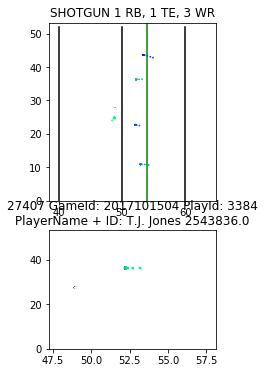 SHOTGUN 1 RB, 1 TE, 3 WR
50
40
30
20
10
0
40 50 60
27407 GameId: 2017101504 PlayId: 3384
PlayerName + ID: T.J. Jones 2543836.0
40
20
0
47.5 50.0 52.5 55.0 57.5